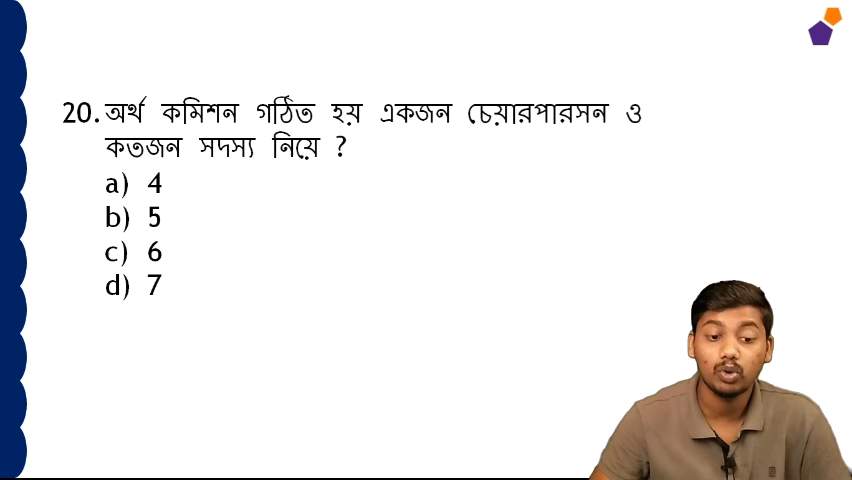 20. অর্থ কমিশন গঠিত হয় একজন চেয়ারপারসন ও
কতজন সদস্য নিয়ে ?
a) 4
b) 5
c) 6
d) 7